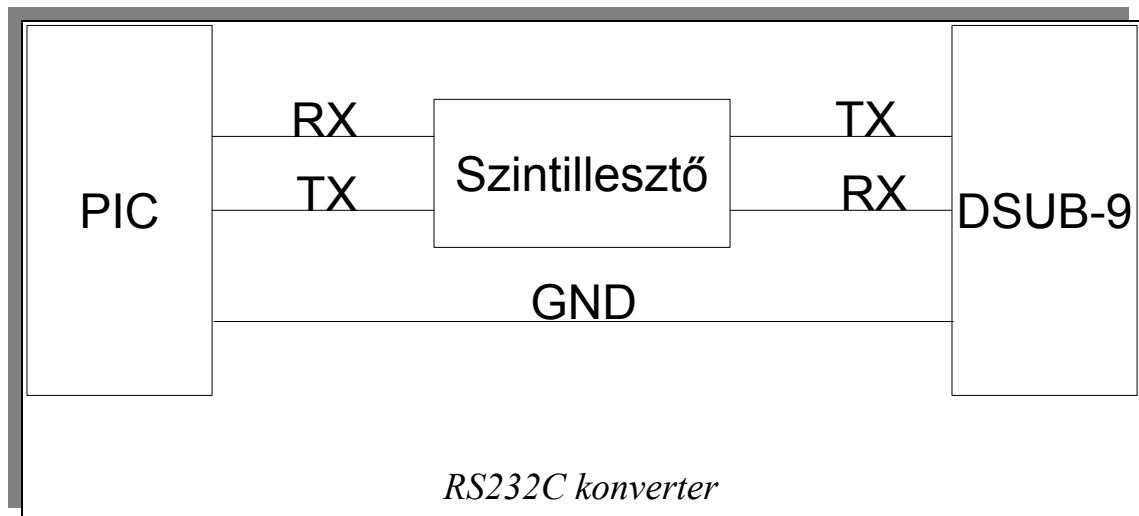 RX
TX
Szintillesztő
PIC
TX
RX
DSUB-9
GND
RS232C konverter